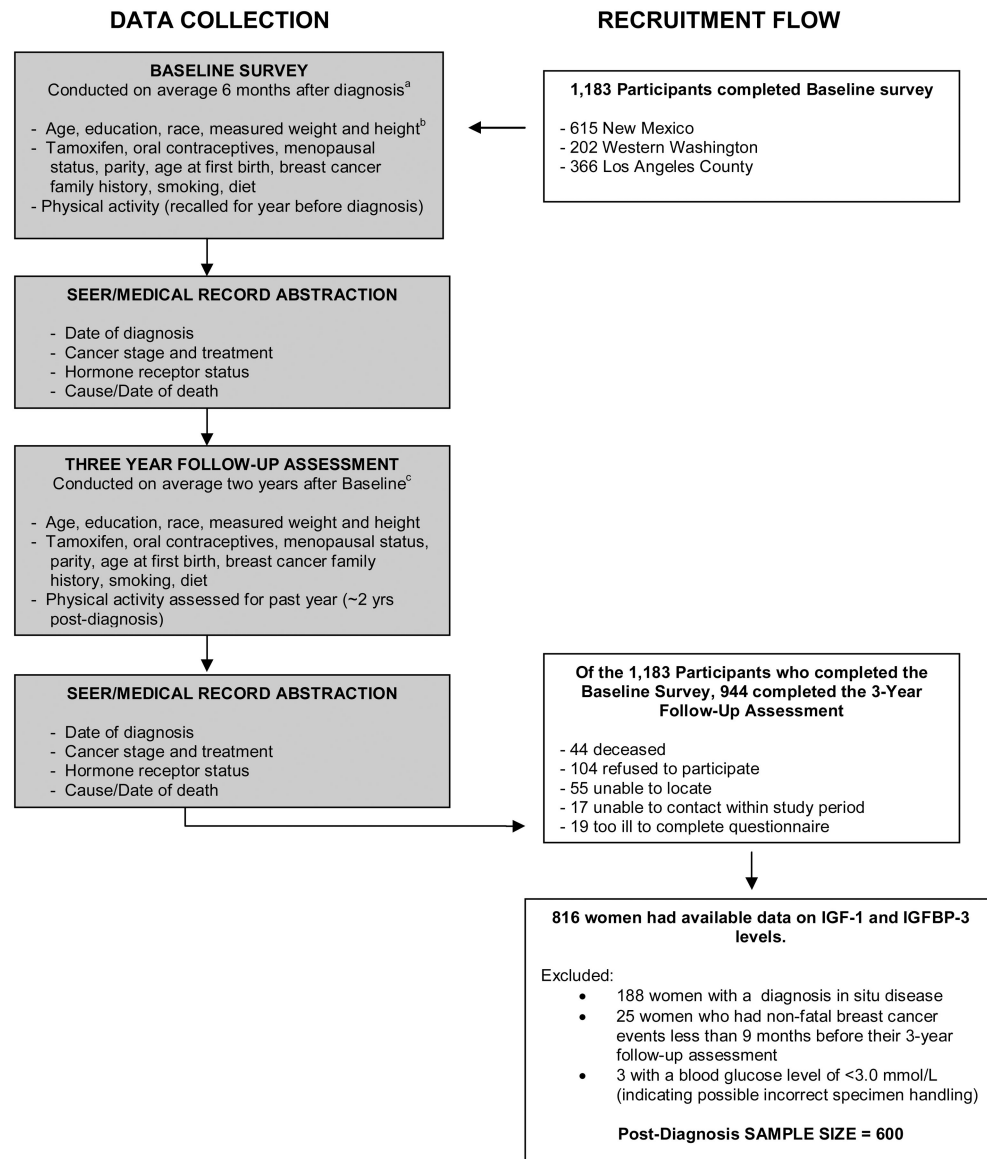 DATA COLLECTION
RECRUITMENT FLOW
BASELINE SURVEY
Conducted on average 6 months after diagnosisa
- Age, education, race, measured weight and heightb
- Tamoxifen, oral contraceptives, menopausal
status, parity, age at first birth, breast cancer
family history, smoking, diet
- Physical activity (recalled for year before diagnosis)
1,183 Participants completed Baseline survey
- 615 New Mexico
- 202 Western Washington
- 366 Los Angeles County
SEER/MEDICAL RECORD ABSTRACTION
- Date of diagnosis
- Cancer stage and treatment
- Hormone receptor status
- Cause/Date of death
THREE YEAR FOLLOW-UP ASSESSMENT
Conducted on average two years after Baselinec
- Age, education, race, measured weight and height
- Tamoxifen, oral contraceptives, menopausal status,
parity, age at first birth, breast cancer family
history, smoking, diet
- Physical activity assessed for past year (~2 yrs
post-diagnosis)
SEER/MEDICAL RECORD ABSTRACTION
- Date of diagnosis
- Cancer stage and treatment
- Hormone receptor status
- Cause/Date of death
Of the 1,183 Participants who completed the
Baseline Survey, 944 completed the 3-Year
Follow-Up Assessment
- 44 deceased
- 104 refused to participate
- 55 unable to locate
- 17 unable to contact within study period
- 19 too ill to complete questionnaire
816 women had available data on IGF-1 and IGFBP-3
levels.
Excluded:
• 188 women with a diagnosis in situ disease
• 25 women who had non-fatal breast cancer
events less than 9 months before their 3-year
follow-up assessment
• 3 with a blood glucose level of <3.0 mmol/L
(indicating possible incorrect specimen handling)
Post-Diagnosis SAMPLE SIZE = 600